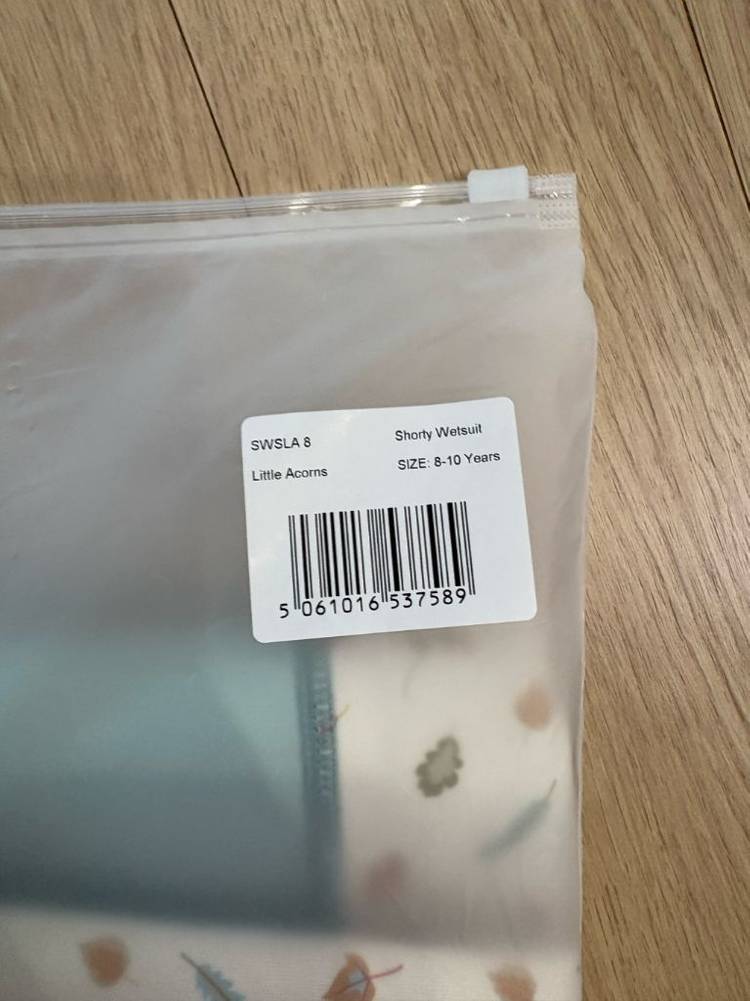 SWSLA 8 Shorty Wetsuit
Little Acorns SIZE: 8-10 Years
5 061016 537589